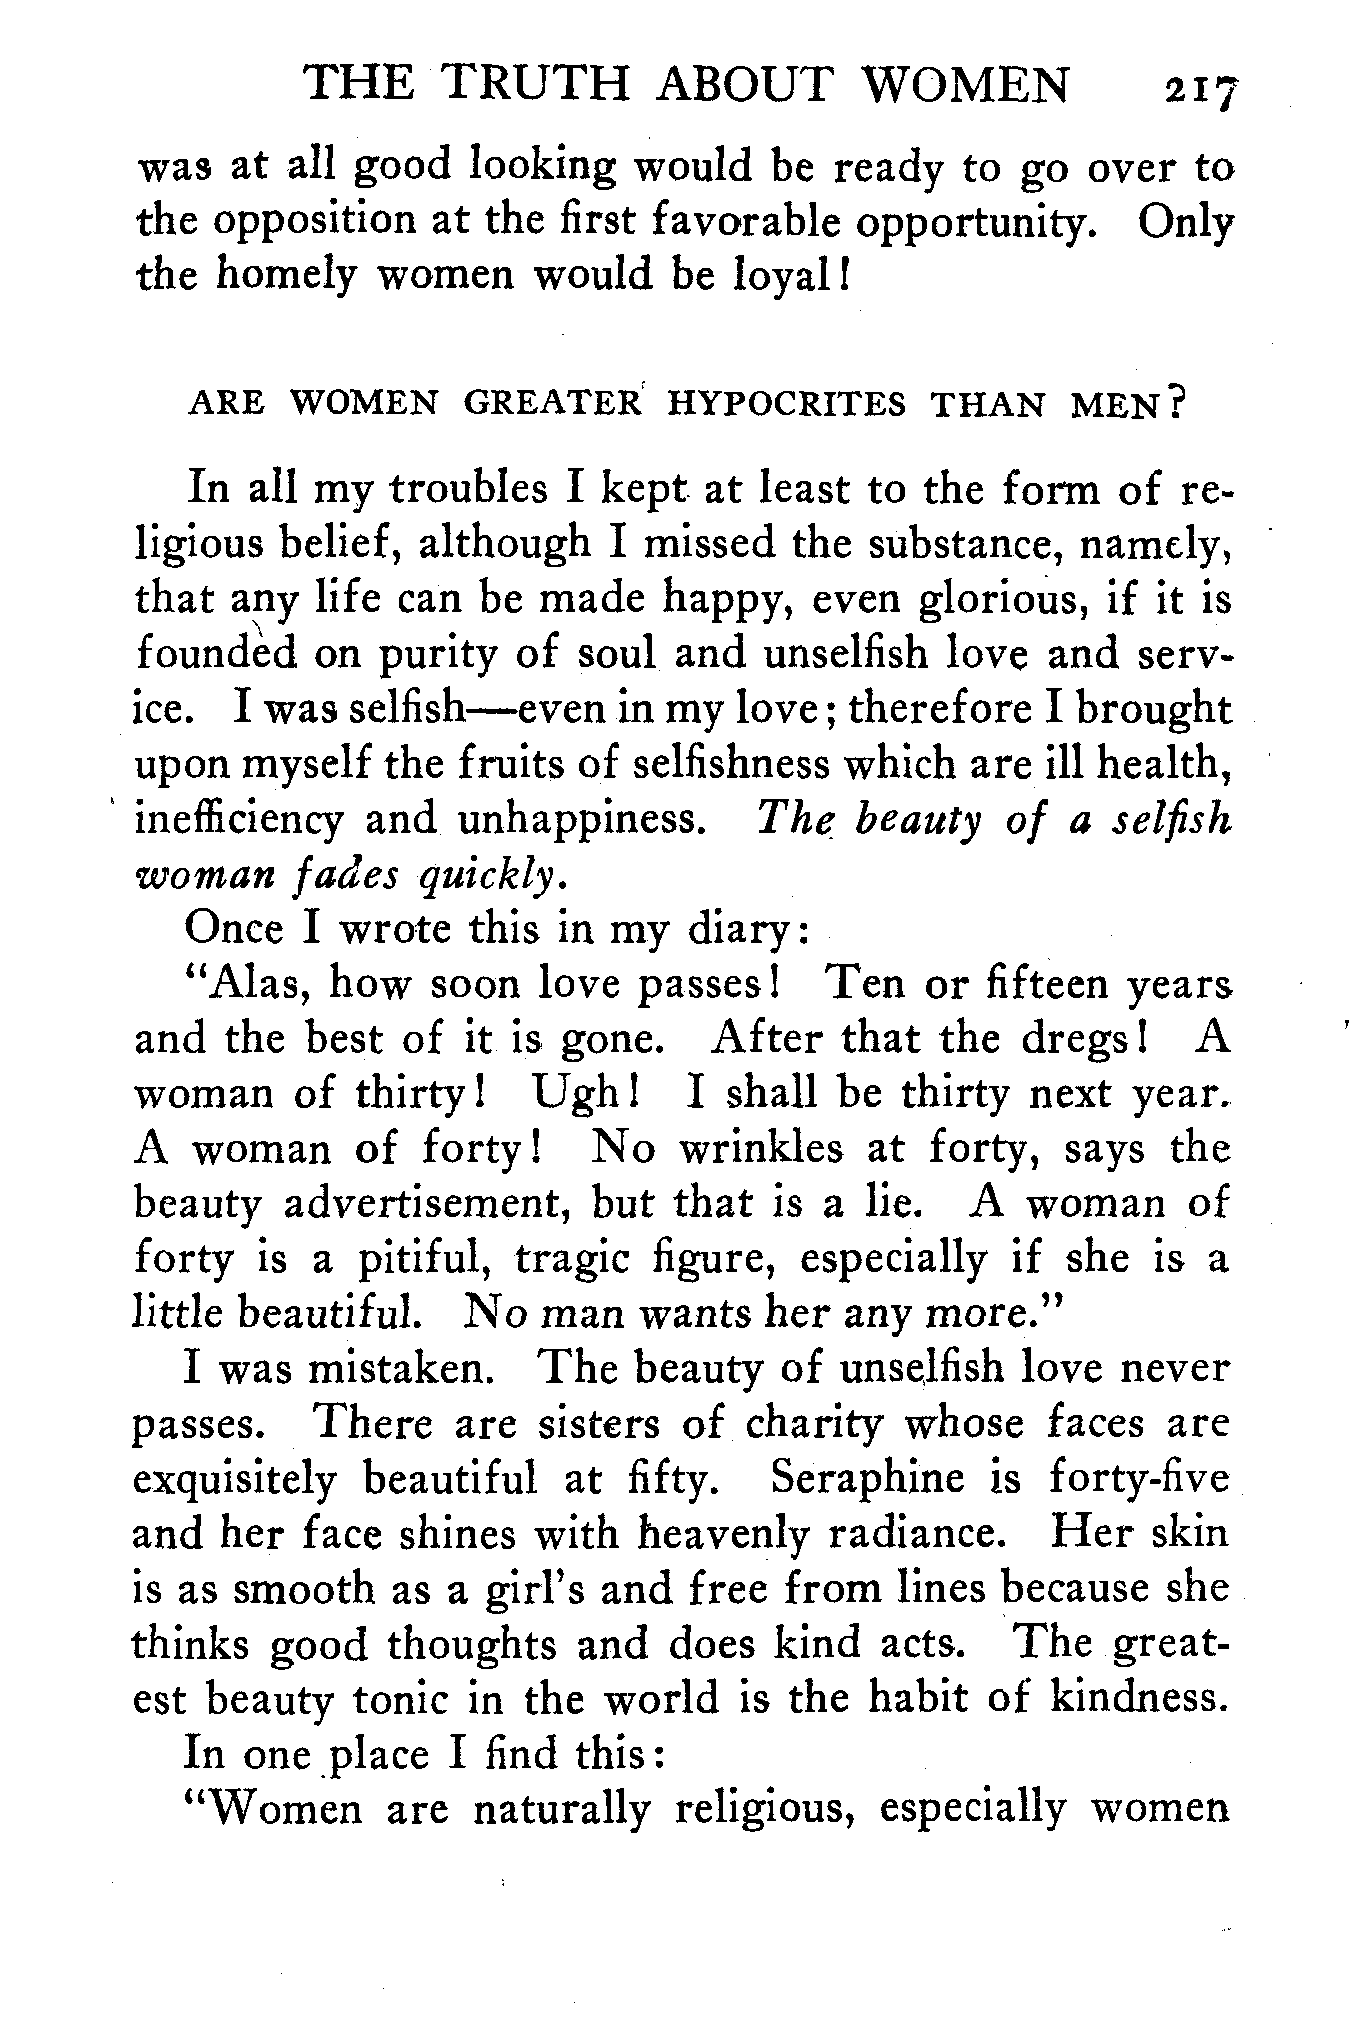 THE TRUTH ABOUT WOMEN 217
was at all good looking would be ready to go over to
the opposition at the first favorable opportunity. Only
the homely women would be loyal!
ARE WOMEN GREATER HYPOCRITES THAN MEN?
In all my troubles I kept at least to the form of re-
ligious belief, although I missed the substance, namely,
that any life can be made happy, even glorious, if it is
founded on purity of soul and unselfish love and serv-
ice. I was selfish—even in my love; therefore I brought
upon myself the fruits of selfishness which are ill health,
inefficiency and unhappiness. The beauty of a selfish
woman fades quickly.
Once I wrote this in my diary:
"Alas, how soon love passes! Ten or fifteen years
and the best of it is gone. After that the dregs! A
woman of thirty! Ugh! I shall be thirty next year.
A woman of forty! No wrinkles at forty, says the
beauty advertisement, but that is a lie. A woman of
forty is a pitiful, tragic figure, especially if she is a
little beautiful. No man wants her any more."
I was mistaken. The beauty of unselfish love never
passes. There are sisters of charity whose faces are
exquisitely beautiful at fifty. Seraphine is forty-five
and her face shines with heavenly radiance. Her skin
is as smooth as a girl's and free from lines because she
thinks good thoughts and does kind acts. The great-
est beauty tonic in the world is the habit of kindness.
In one place I find this:
"Women are naturally religious, especially women